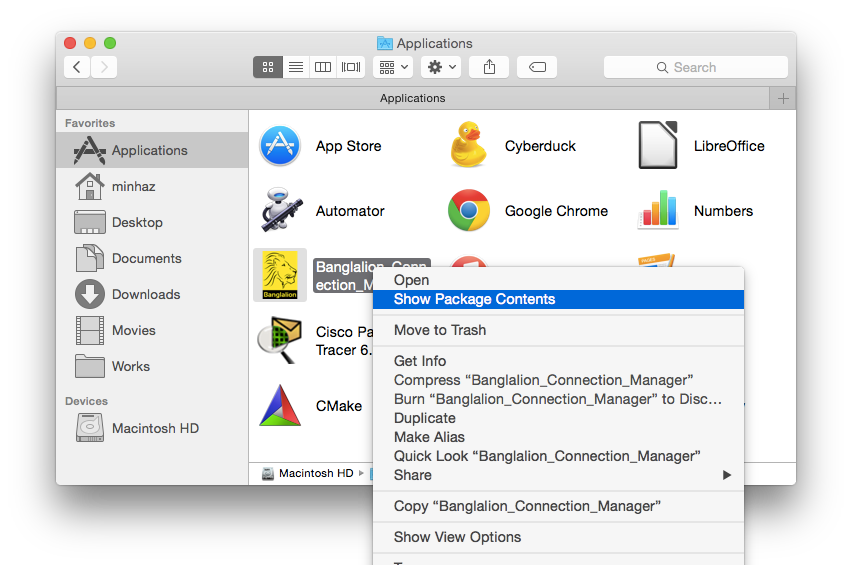 Applications
Search
Applications
Favorites
Applications
minhaz
Desktop
Documents
Downloads
Movies
Works
Devices
Macintosh HD
App Store
Cyberduck
LibreOffice
Automator
Google Chrome
Numbers
Banglalion
Banglalion_Conn
ection_M
PAGES
Cisco Pa
Tracer 6.
CMake
Macintosh HD
Open
Show Package Contents
Move to Trash
Get Info
Compress “Banglalion_Connection_Manager”
Burn “Banglalion_Connection_Manager” to Disc…
Duplicate
Make Alias
Quick Look “Banglalion_Connection_Manager”
Share
Copy “Banglalion_Connection_Manager”
Show View Options